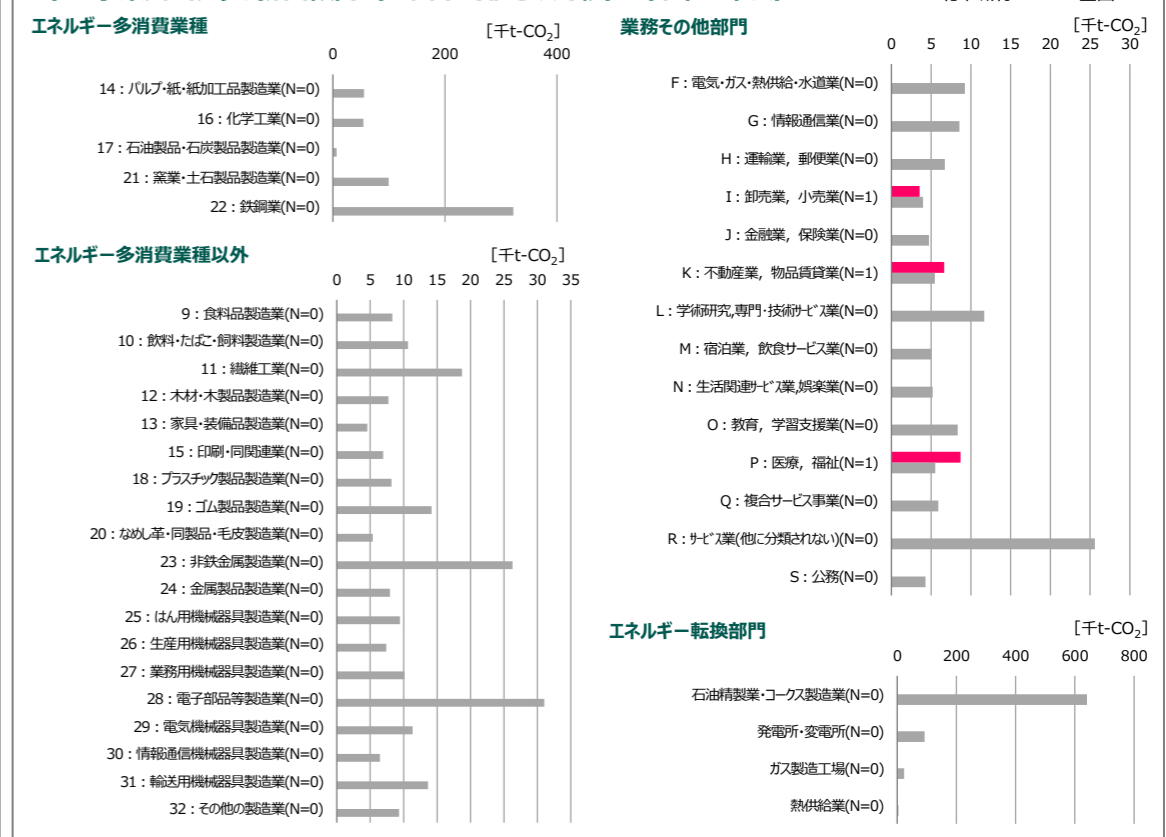 エネルギー多消費業種
[千t-CO₂]
0 200 400
14：パルプ・紙・紙加工品製造業(N=0)
16：化学工業(N=0)
17：石油製品・石炭製品製造業(N=0)
21：窯業・土石製品製造業(N=0)
22：鉄鋼業(N=0)
エネルギー多消費業種以外
[千t-CO₂]
0 5 10 15 20 25 30 35
9：食料品製造業(N=0)
10：飲料・たばこ・飼料製造業(N=0)
11：繊維工業(N=0)
12：木材・木製品製造業(N=0)
13：家具・装備品製造業(N=0)
15：印刷・同関連業(N=0)
18：プラスチック製品製造業(N=0)
19：ゴム製品製造業(N=0)
20：なめし革・同製品・毛皮製造業(N=0)
23：非鉄金属製造業(N=0)
24：金属製品製造業(N=0)
25：はん用機械器具製造業(N=0)
26：生産用機械器具製造業(N=0)
27：業務用機械器具製造業(N=0)
28：電子部品等製造業(N=0)
29：電気機械器具製造業(N=0)
30：情報通信機械器具製造業(N=0)
31：輸送用機械器具製造業(N=0)
32：その他の製造業(N=0)
業務その他部門
[千t-CO₂]
0 5 10 15 20 15 10 25 30
F：電気・ガス・熱供給・水道業(N=0)
G：情報通信業(N=0)
H：運輸業，郵便業(N=0)
I：卸売業，小売業(N=1)
J：金融業，保険業(N=0)
K：不動産業，物品賃貸業(N=1)
L：学術研究,専門・技術サービス業(N=0)
M：宿泊業，飲食サービス業(N=0)
N：生活関連サービス業,娯楽業(N=0)
O：教育，学習支援業(N=0)
P：医療，福祉(N=1)
Q：複合サービス事業(N=0)
R：サービス業(他に分類されない)(N=0)
S：公務(N=0)
エネルギー転換部門
[千t-CO₂]
0 200 400 600 800
石油精製業・コークス製造業(N=0)
発電所・変電所(N=0)
ガス製造工場(N=0)
熱供給業(N=0)